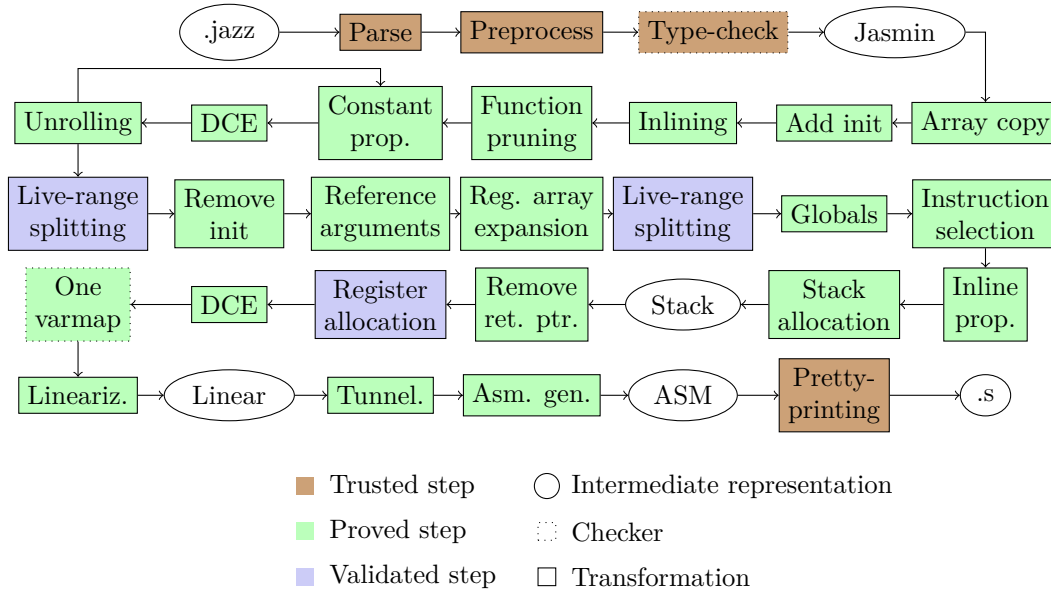 .jazz
Parse
Preprocess
Type-check
Jasmin
Unrolling
DCE
Constant
prop.
Function
pruning
Inlining
Add init
Array copy
Live-range
splitting
Remove
init
Reference
arguments
Reg. array
expansion
Live-range
splitting
Globals
Instruction
selection
One
varmap
DCE
Register
allocation
Remove
ret. ptr.
Stack
Stack
allocation
Inline
prop.
Lineariz.
Linear
Tunnel.
Asm. gen.
ASM
Pretty-
printing
.s
Trusted step
Intermediate representation
Proved step
Checker
Validated step
Transformation